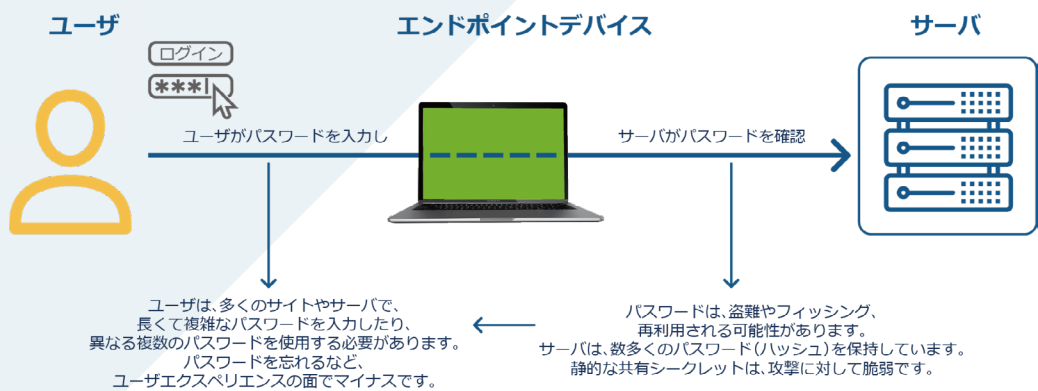 ユーザ
エンドポイントデバイス
サーバ
ログイン
***|
ユーザがパスワードを入力し
サーバがパスワードを確認
ユーザは、多くのサイトやサーバで、
長くて複雑なパスワードを入力したり、
異なる複数のパスワードを使用する必要があります。
パスワードを忘れるなど、
ユーザエクスペリエンスの面でマイナスです。
パスワードは、盗難やフィッシング、
再利用される可能性があります。
サーバは、数多くのパスワード（ハッシュ）を保持しています。
静的な共有シークレットは、攻撃に対して脆弱です。